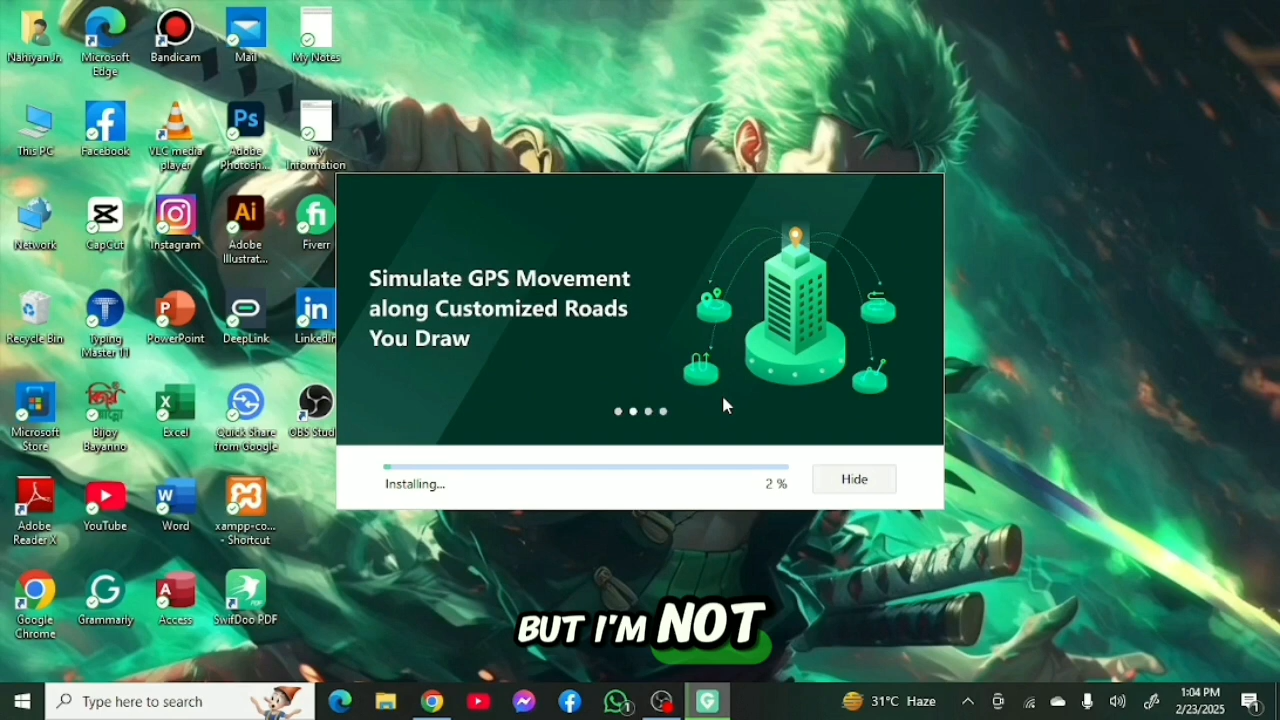 Nahiyan Jr.
Microsoft
Edge
Bandicam
Mail
My Notes
This PC
Facebook
VLC media
player
Adobe
Photosh...
My
Information
Network
CapCut
Instagram
Adobe
Illustrat...
Fiverr
Recycle Bin
Typing
Master 11
PowerPoint
DeepLink
LinkedIn
Microsoft
Store
Bijoy
Bayanno
Excel
Quick Share
from Google
OBS Studi
Adobe
Reader X
YouTube
Word
xampp-co...
- Shortcut
Google
Chrome
Grammarly
Access
SwifDoo PDF
Simulate GPS Movement
along Customized Roads
You Draw
Installing...
2 %
Hide
BUT I'M NOT
Type here to search
31°C Haze
1:04 PM
2/23/2025